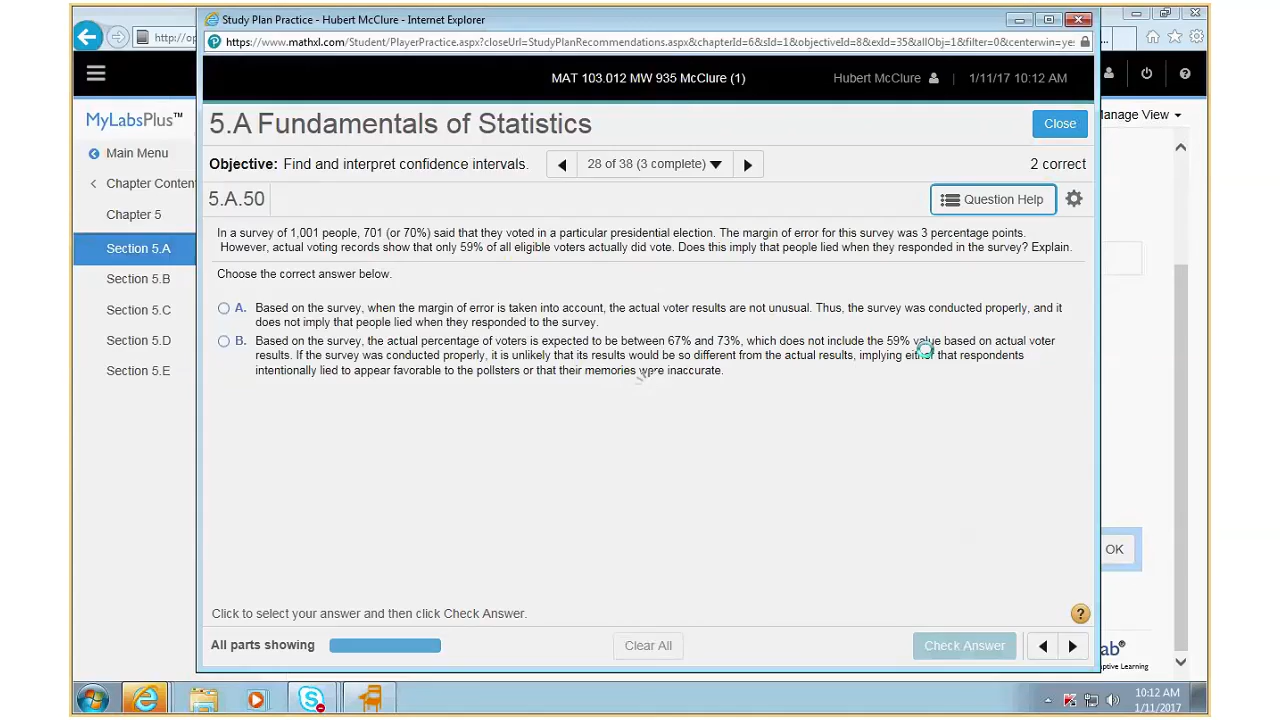 Study Plan Practice - Hubert McClure - Internet Explorer
http://op
https://www.mathxl.com/Student/PlayerPractice.aspx?closeUrl=StudyPlanRecommendations.aspx&chapterId=6&sId=1&objectiveId=8&exId=35&allObj=1&filter=0&centerwin=yes
MAT 103.012 MW 935 McClure (1)
Hubert McClure
1/11/17 10:12 AM
MyLabsPlus™
5.A Fundamentals of Statistics
Close
anage View
Main Menu
Objective: Find and interpret confidence intervals.
28 of 38 (3 complete)
2 correct
Chapter Conten
5.A.50
Question Help
Chapter 5
Section 5.A
Section 5.B
Section 5.C
Section 5.D
Section 5.E
In a survey of 1,001 people, 701 (or 70%) said that they voted in a particular presidential election. The margin of error for this survey was 3 percentage points.
However, actual voting records show that only 59% of all eligible voters actually did vote. Does this imply that people lied when they responded in the survey? Explain.
Choose the correct answer below.
A. Based on the survey, when the margin of error is taken into account, the actual voter results are not unusual. Thus, the survey was conducted properly, and it
does not imply that people lied when they responded to the survey.
B. Based on the survey, the actual percentage of voters is expected to be between 67% and 73%, which does not include the 59% value based on actual voter
results. If the survey was conducted properly, it is unlikely that its results would be so different from the actual results, implying either that respondents
intentionally lied to appear favorable to the pollsters or that their memories were inaccurate.
OK
Click to select your answer and then click Check Answer.
?
All parts showing
Clear All
Check Answer
ab®
ptive Learning
10:12 AM
1/11/2017